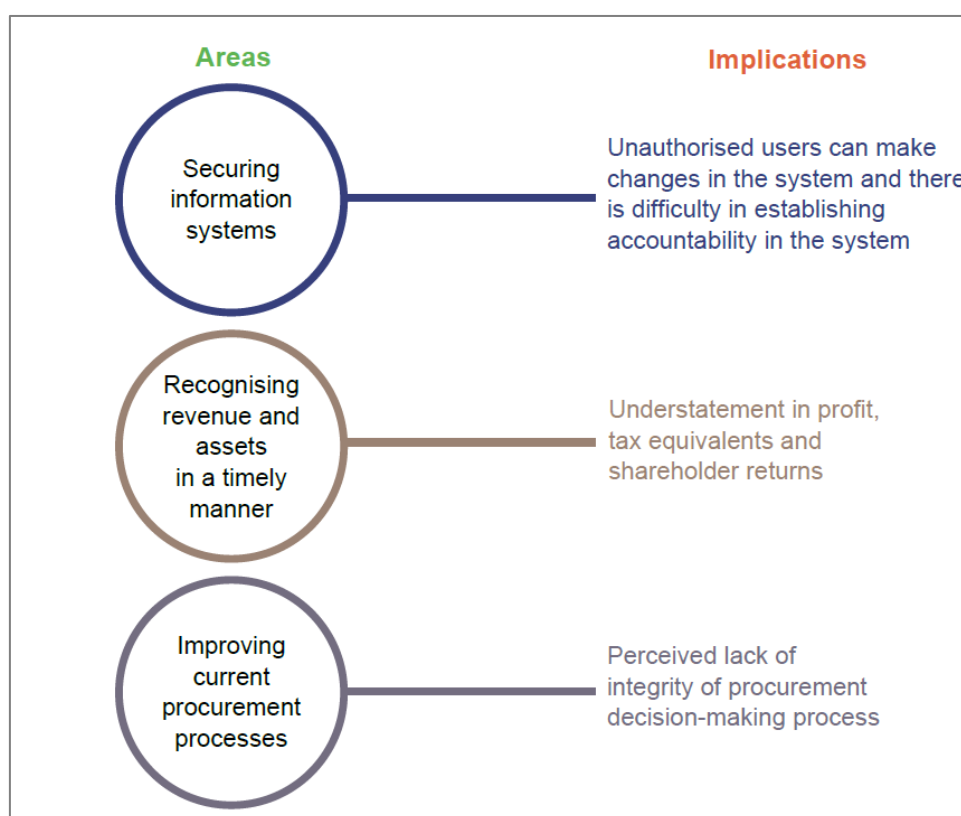 Areas
Implications
Securing
information
systems
Unauthorised users can make
changes in the system and there
is difficulty in establishing
accountability in the system
Recognising
revenue and
assets
in a timely
manner
Understatement in profit,
tax equivalents and
shareholder returns
Improving
current
procurement
processes
Perceived lack of
integrity of procurement
decision-making process